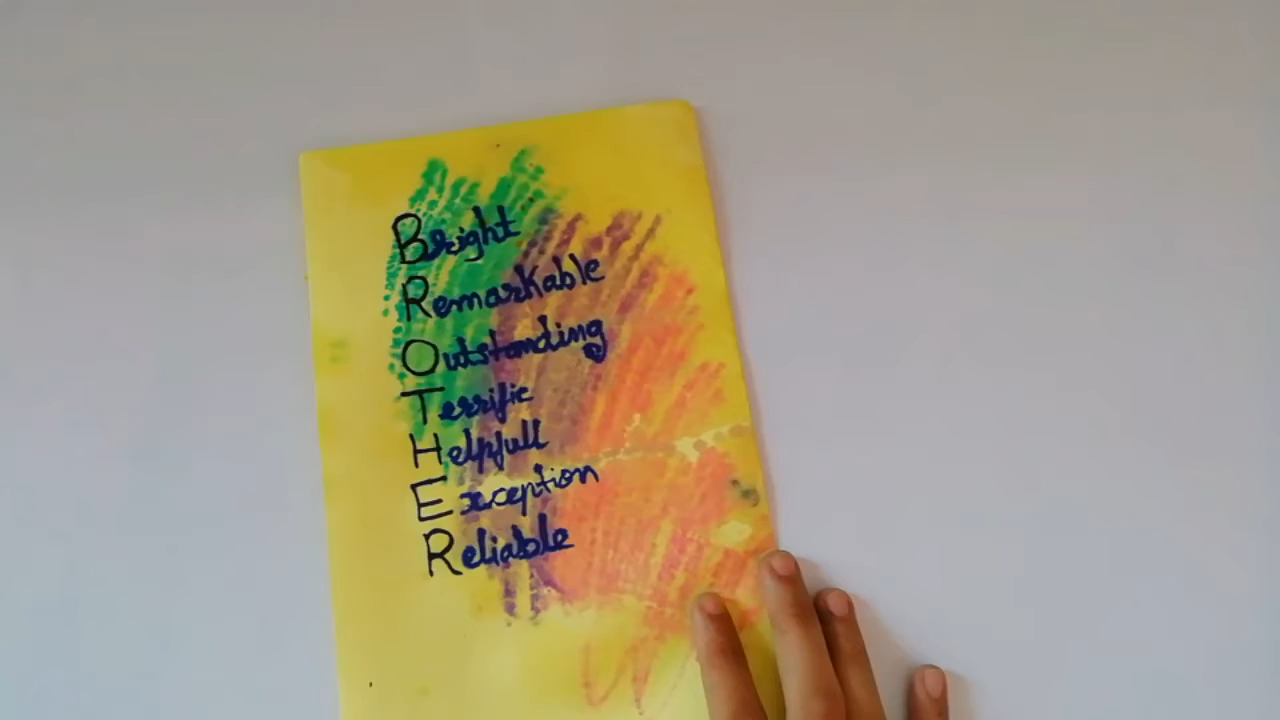 Bright
Remarkable
Outstanding
Terrific
Helpfull
Exception
Reliable